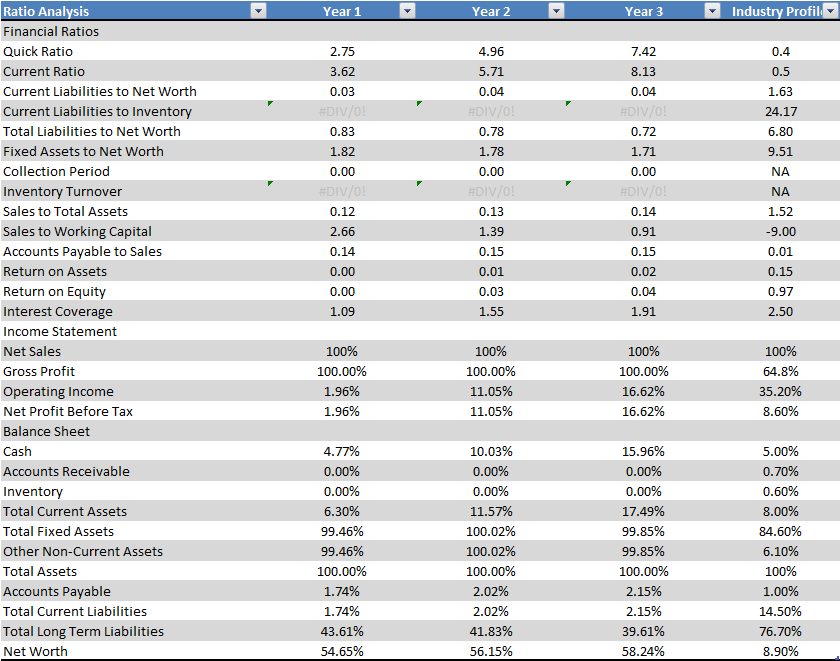 Ratio Analysis Year 1 Year 2 Year 3 Industry Profil
Financial Ratios
Quick Ratio 2.75 4.96 7.42 0.4
Current Ratio 3.62 5.71 8.13 0.5
Current Liabilities to Net Worth 0.03 0.04 0.04 1.63
Current Liabilities to Inventory #DIV/0! #DIV/0! #DIV/0! 24.17
Total Liabilities to Net Worth 0.83 0.78 0.72 6.80
Fixed Assets to Net Worth 1.82 1.78 1.71 9.51
Collection Period 0.00 0.00 0.00 NA
Inventory Turnover #DIV/0! #DIV/0! #DIV/0! NA
Sales to Total Assets 0.12 0.13 0.14 1.52
Sales to Working Capital 2.66 1.39 0.91 -9.00
Accounts Payable to Sales 0.14 0.15 0.15 0.01
Return on Assets 0.00 0.01 0.02 0.15
Return on Equity 0.00 0.03 0.04 0.97
Interest Coverage 1.09 1.55 1.91 2.50
Income Statement
Net Sales 100% 100% 100% 100%
Gross Profit 100.00% 100.00% 100.00% 64.8%
Operating Income 1.96% 11.05% 16.62% 35.20%
Net Profit Before Tax 1.96% 11.05% 16.62% 8.60%
Balance Sheet
Cash 4.77% 10.03% 15.96% 5.00%
Accounts Receivable 0.00% 0.00% 0.00% 0.70%
Inventory 0.00% 0.00% 0.00% 0.60%
Total Current Assets 6.30% 11.57% 17.49% 8.00%
Total Fixed Assets 99.46% 100.02% 99.85% 84.60%
Other Non-Current Assets 99.46% 100.02% 99.85% 6.10%
Total Assets 100.00% 100.00% 100.00% 100%
Accounts Payable 1.74% 2.02% 2.15% 1.00%
Total Current Liabilities 1.74% 2.02% 2.15% 14.50%
Total Long Term Liabilities 43.61% 41.83% 39.61% 76.70%
Net Worth 54.65% 56.15% 58.24% 8.90%